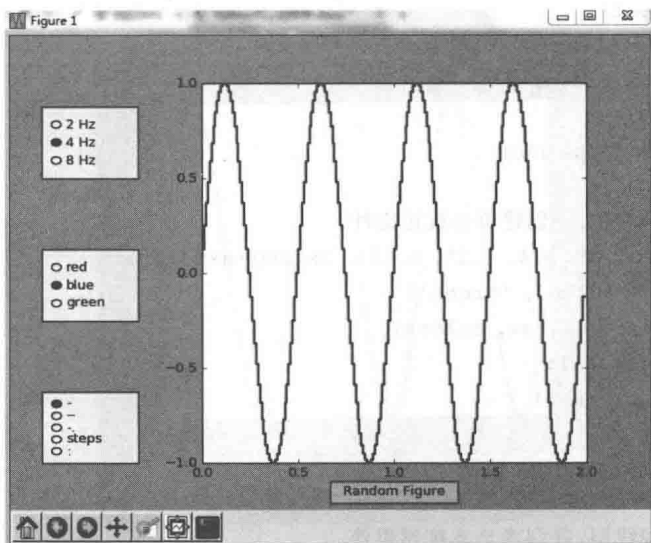 Figure 1
2 Hz
4 Hz
8 Hz
red
blue
green
-
--
-.
steps
:
1.0
0.5
0.0
−0.5
−1.0
0.0
0.5
1.0
1.5
2.0
Random Figure